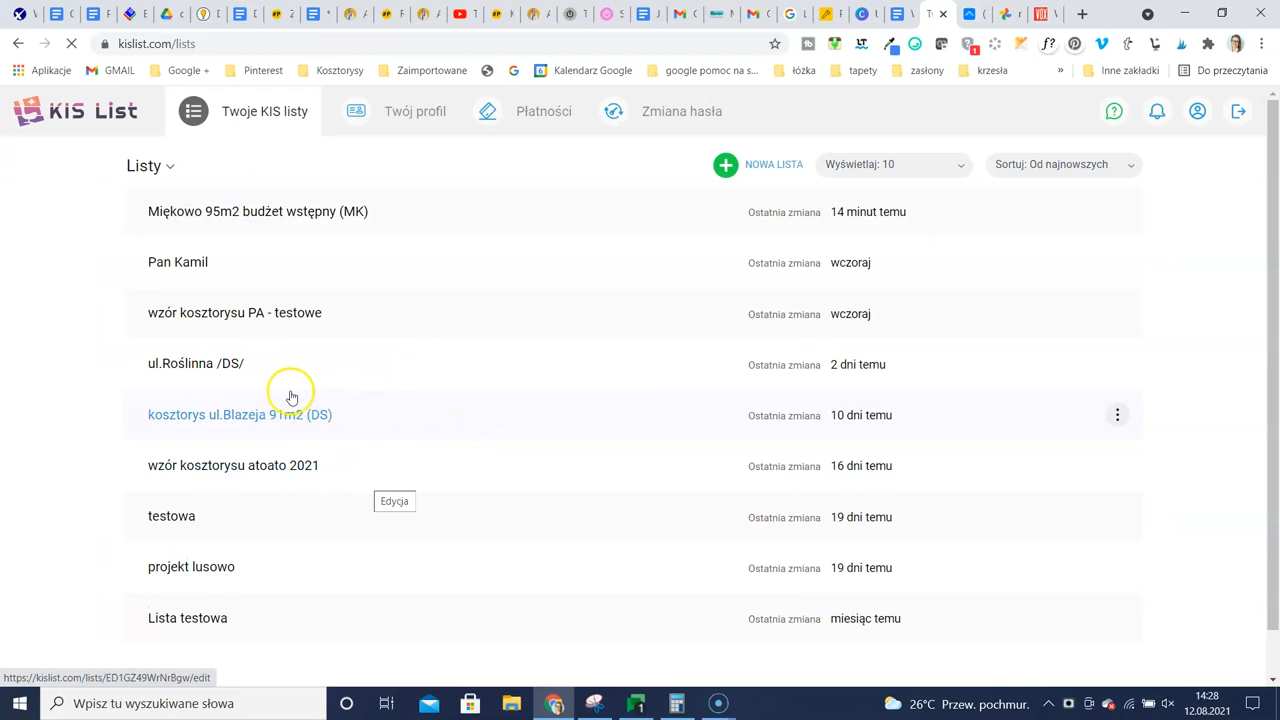 kislist.com/lists
Aplikacje GMAIL Google + Pinterest Kosztorysy Zaimportowane Kalendarz Google google pomoc na s... łóżka tapety zasłony krzesła » Inne zakładki Do przeczytania
KIS List Twoje KIS listy Twój profil Płatności Zmiana hasła
Listy NOWA LISTA Wyświetlaj: 10 Sortuj: Od najnowszych
Miękowo 95m2 budżet wstępny (MK) Ostatnia zmiana 14 minut temu
Pan Kamil Ostatnia zmiana wczoraj
wzór kosztorysu PA - testowe Ostatnia zmiana wczoraj
ul.Roślinna /DS/ Ostatnia zmiana 2 dni temu
kosztorys ul.Blazeja 91m2 (DS) Ostatnia zmiana 10 dni temu
wzór kosztorysu atoato 2021 Ostatnia zmiana 16 dni temu
Edycja
testowa Ostatnia zmiana 19 dni temu
projekt lusowo Ostatnia zmiana 19 dni temu
Lista testowa Ostatnia zmiana miesiąc temu
https://kislist.com/lists/ED1GZ49WrNrBgw/edit
Wpisz tu wyszukiwane słowa 26°C Przew. pochmur. 14:28
12.08.2021